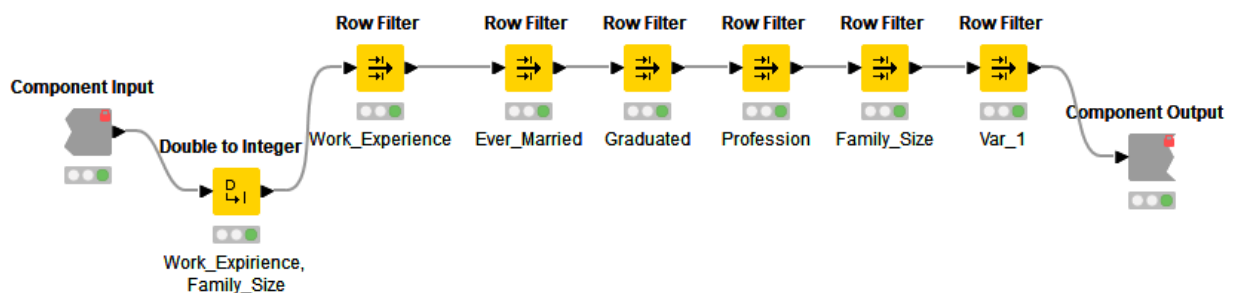 Component Input
Double to Integer
D
I
Work_Expirience,
Family_Size
Row Filter
Work_Experience
Row Filter
Ever_Married
Row Filter
Graduated
Row Filter
Profession
Row Filter
Family_Size
Row Filter
Var_1
Component Output